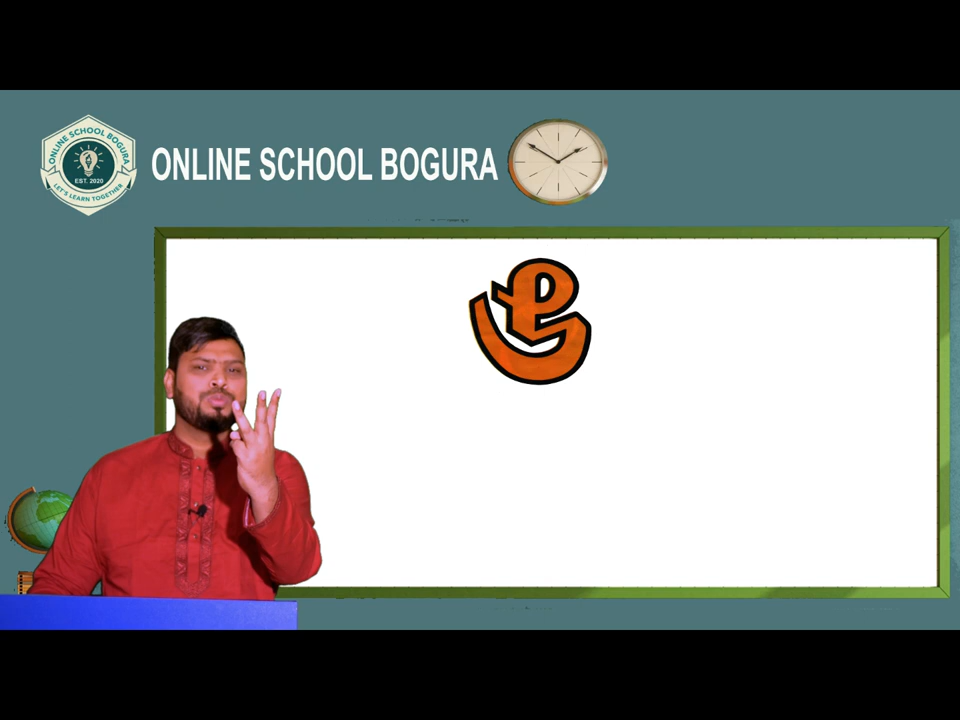 ONLINE SCHOOL BOGURA
EST. 2020
LET'S LEARN TOGETHER
ONLINE SCHOOL BOGURA